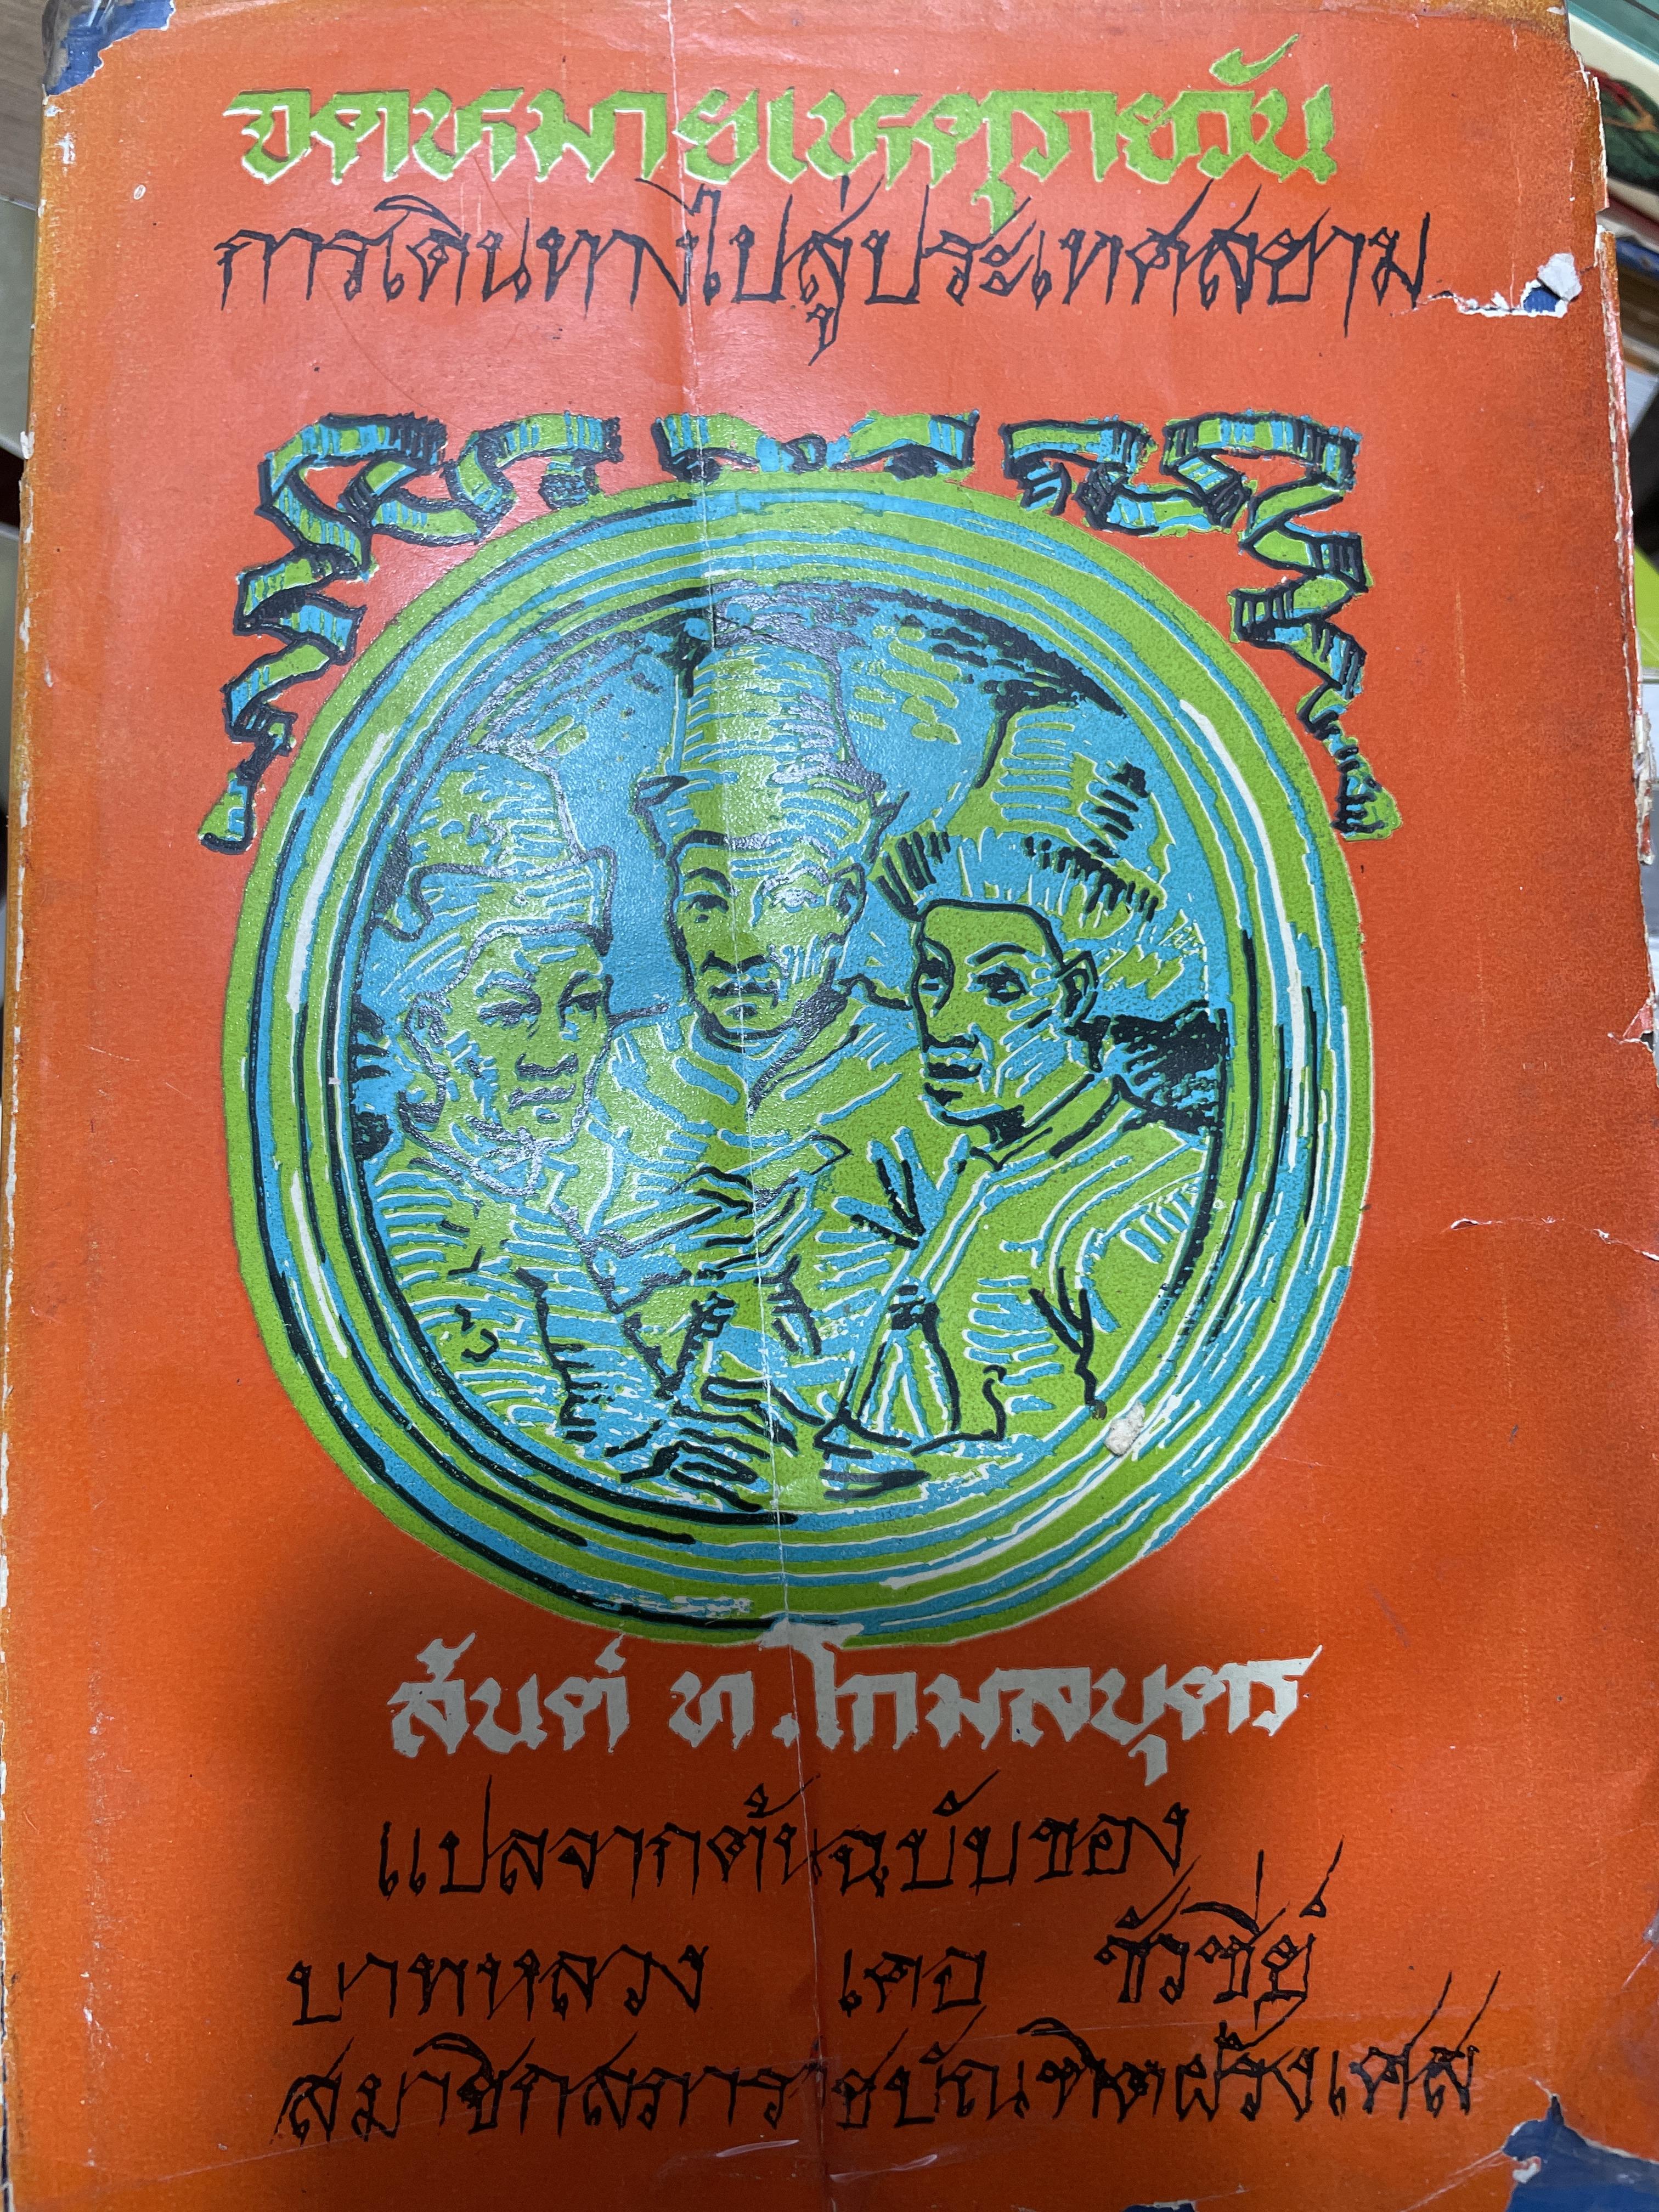 จดหมายเหตุรายวัน
การเดินทางไปสู่ประเทศสยาม
สันต์ ท.โกมลบุตร
แปลจากต้นฉบับของ
บาทหลวง เดอ ชัวซีย์
สมาชิกสภาราชบัณฑิตฝรั่งเศส